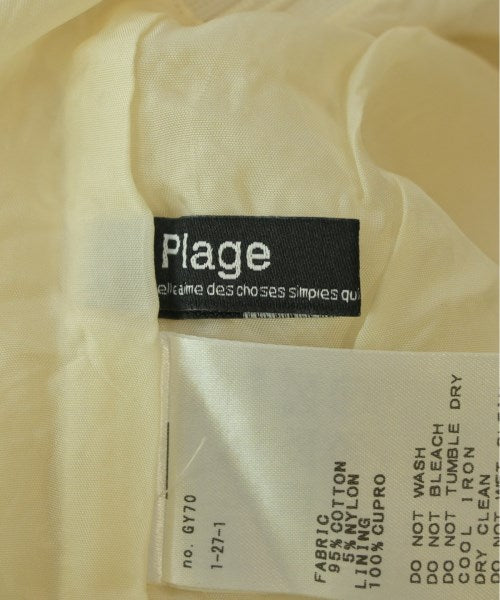 Plage
elle aime des choses simples qui
no. GY70
1-27-1
FABRIC
95%COTTON
5%NYLON
LINING
100%CUPRO
DO NOT WASH
DO NOT BLEACH
DO NOT TUMBLE DRY
COOL IRON
DRY CLEAN